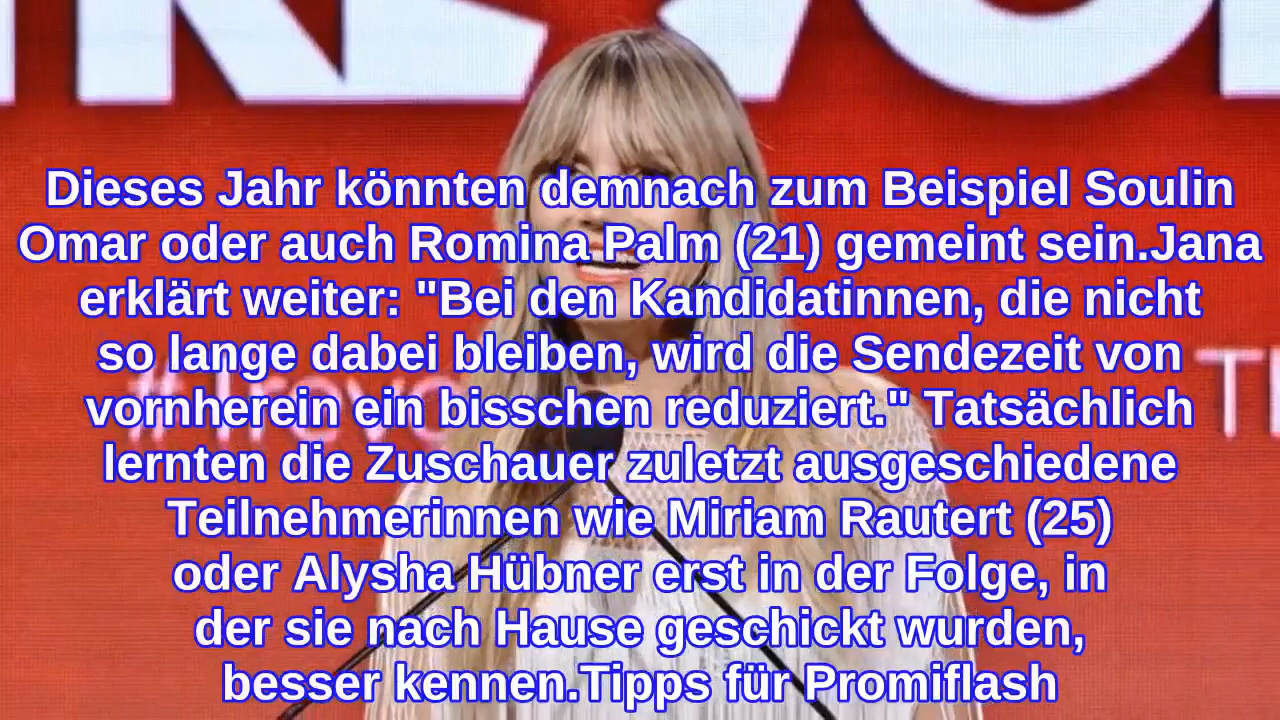 Dieses Jahr könnten demnach zum Beispiel Soulin
Omar oder auch Romina Palm (21) gemeint sein.Jana
erklärt weiter: "Bei den Kandidatinnen, die nicht
so lange dabei bleiben, wird die Sendezeit von
vornherein ein bisschen reduziert." Tatsächlich
lernten die Zuschauer zuletzt ausgeschiedene
Teilnehmerinnen wie Miriam Rautert (25)
oder Alysha Hübner erst in der Folge, in
der sie nach Hause geschickt wurden,
besser kennen.Tipps für Promiflash